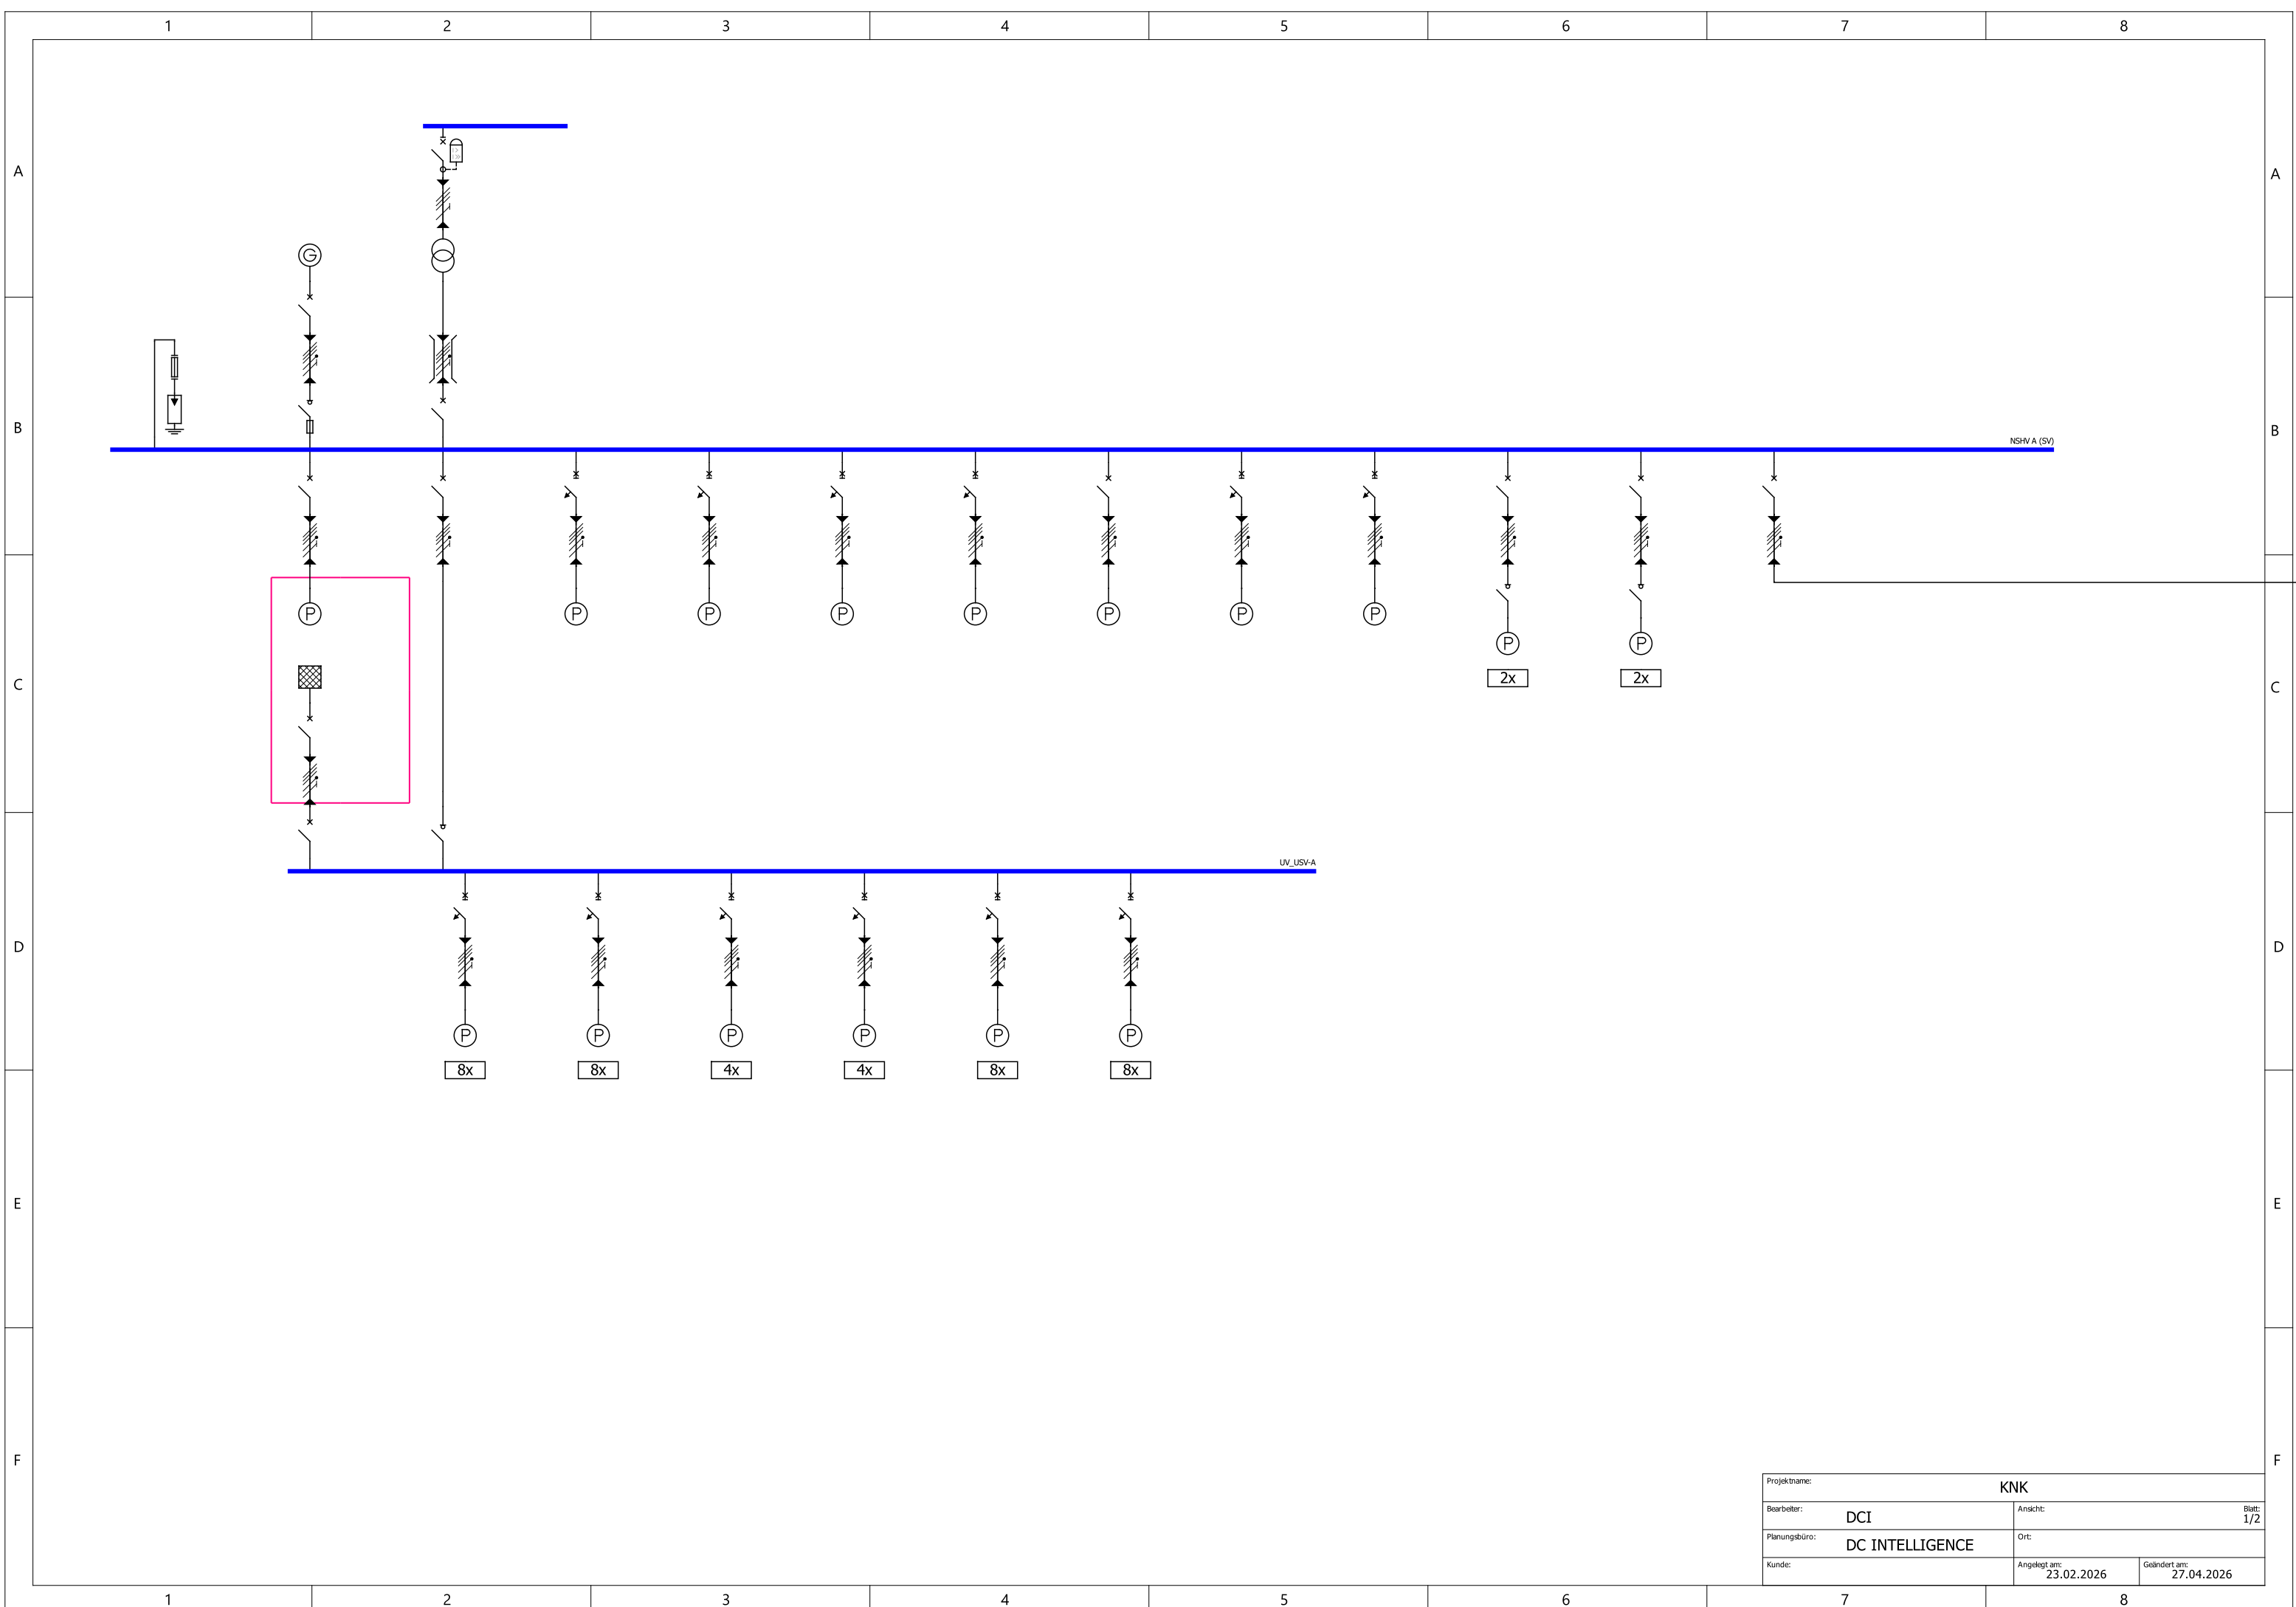 1 2 3 4 5 6 7 8
A A
G
B B
NSHV A (SV)
P P P P P P P P
P P
2x 2x
C C
UV_USV-A
D D
P P P P P P
8x 8x 4x 4x 8x 8x
E E
F F
Projektname: KNK
Bearbeiter: DCI Ansicht: Blatt: 1/2
Planungsbüro: DC INTELLIGENCE Ort:
Kunde: Angelegt am: 23.02.2026 Geändert am: 27.04.2026
1 2 3 4 5 6 7 8